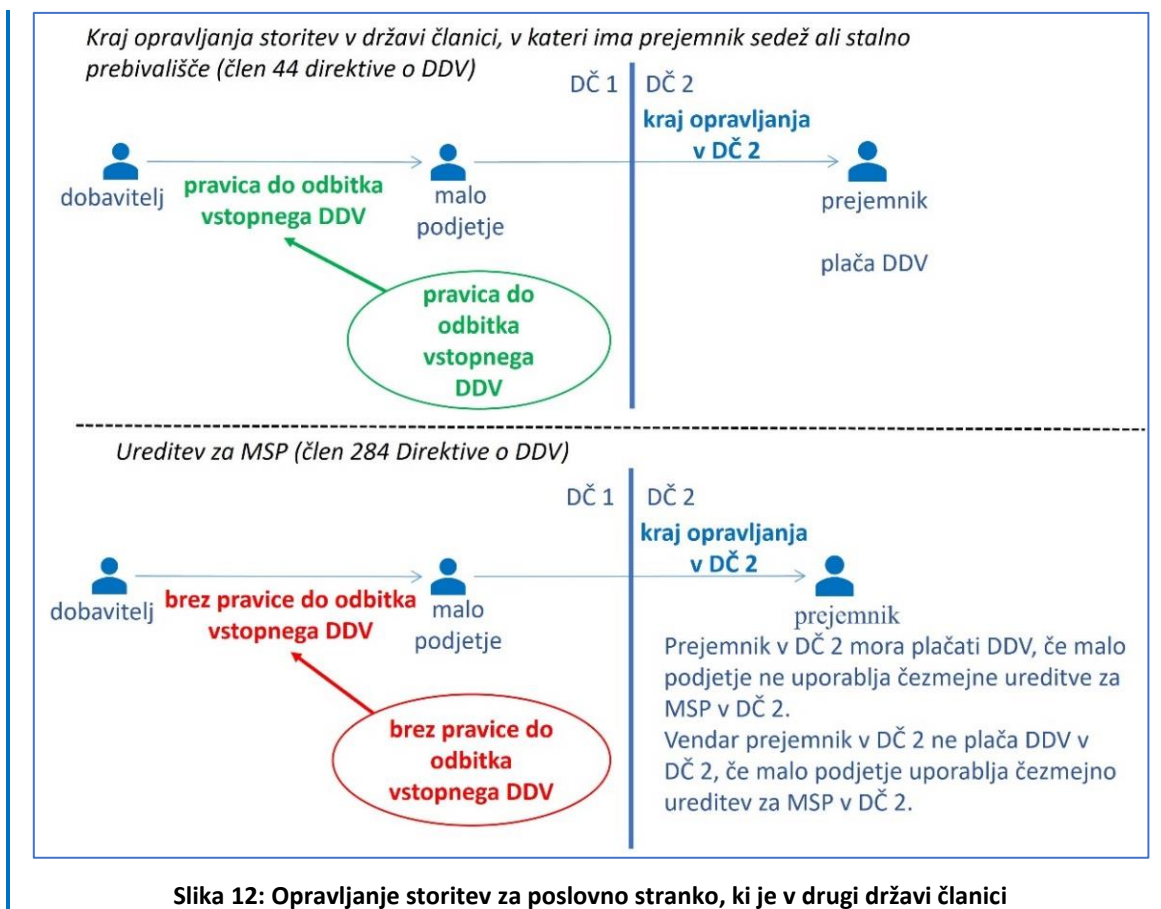 Kraj opravljanja storitev v državi članici, v kateri ima prejemnik sedež ali stalno
prebivališče (člen 44 direktive o DDV)
DČ 1
DČ 2
kraj opravljanja
v DČ 2
dobavitelj
pravica do odbitka
vstopnega DDV
malo
podjetje
prejemnik
plača DDV
pravica do
odbitka
vstopnega
DDV
Ureditev za MSP (člen 284 Direktive o DDV)
DČ 1
DČ 2
kraj opravljanja
v DČ 2
dobavitelj
brez pravice do odbitka
vstopnega DDV
malo
podjetje
prejemnik
Prejemnik v DČ 2 mora plačati DDV, če malo
podjetje ne uporablja čezmejne ureditve za
MSP v DČ 2.
Vendar prejemnik v DČ 2 ne plača DDV v
DČ 2, če malo podjetje uporablja čezmejno
ureditev za MSP v DČ 2.
brez pravice do
odbitka
vstopnega DDV
Slika 12: Opravljanje storitev za poslovno stranko, ki je v drugi državi članici